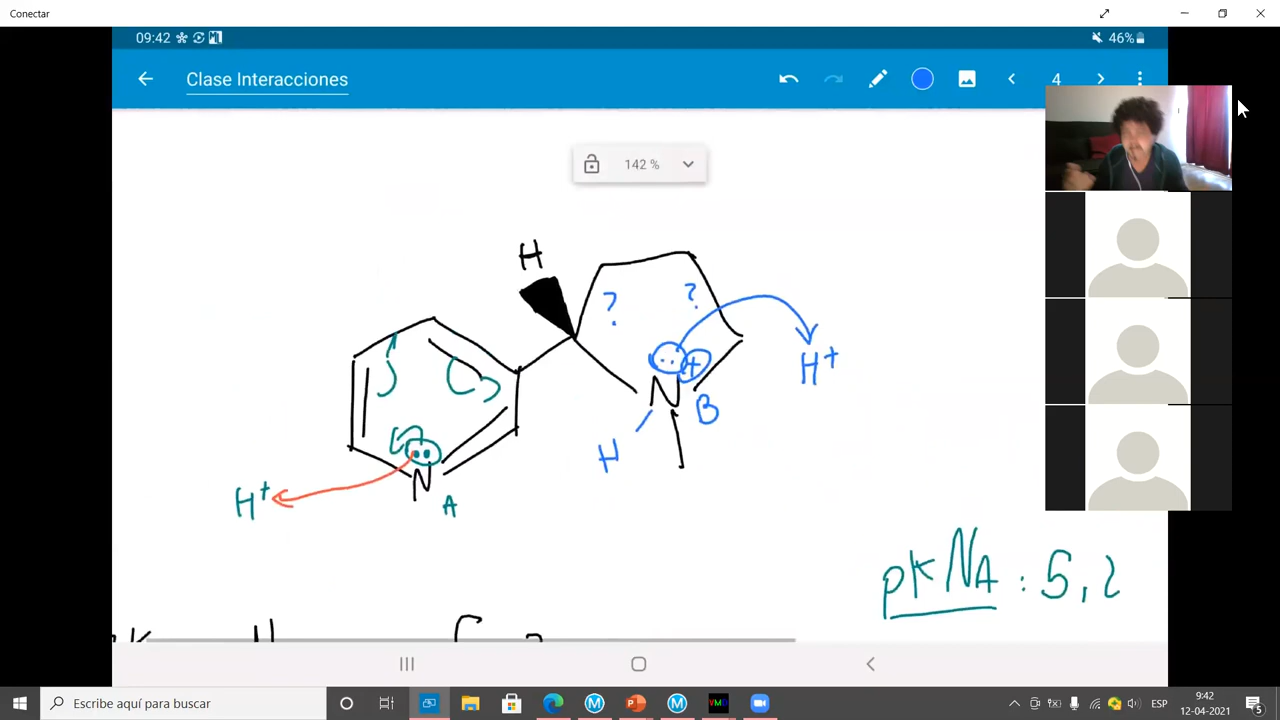 Conectar
09:42
46%
Clase Interacciones
4
142 %
H
? ?
H+
N B
H
N
H+
A
pKNA : 5,2
Escribe aquí para buscar
ESP
9:42
12-04-2021
5